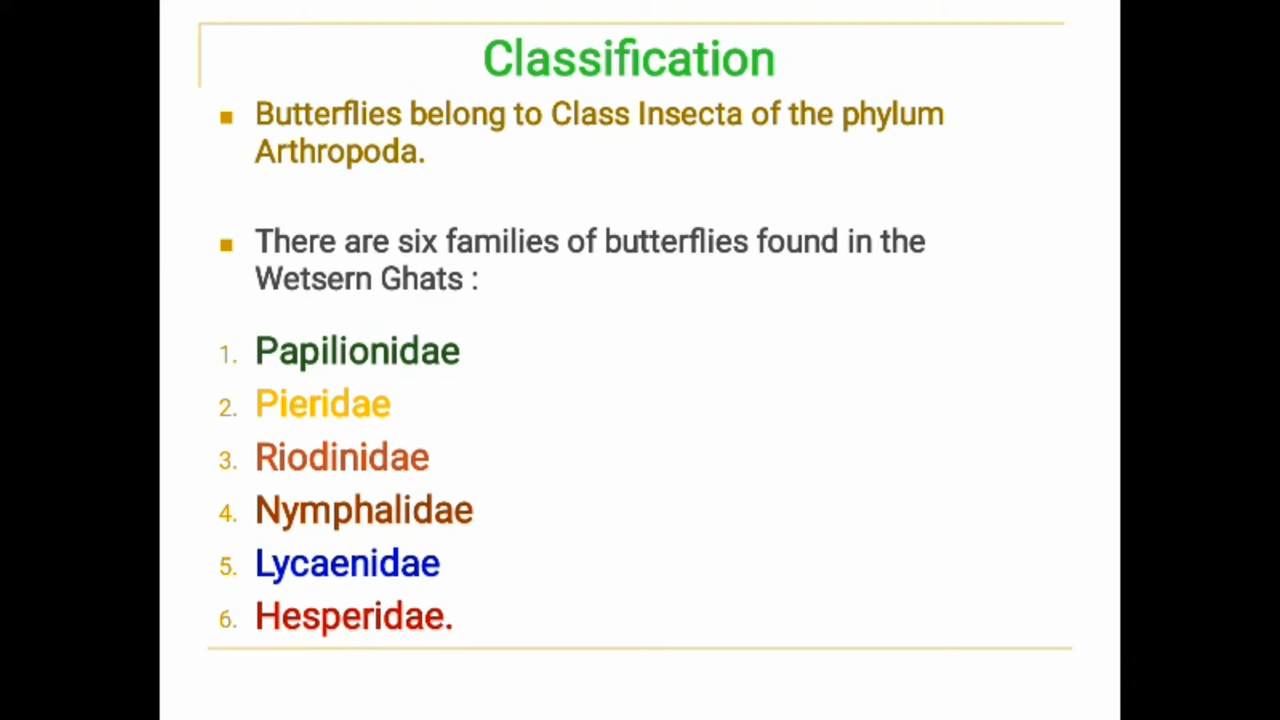 Classification
Butterflies belong to Class Insecta of the phylum
Arthropoda.
There are six families of butterflies found in the
Wetsern Ghats :
1. Papilionidae
2. Pieridae
3. Riodinidae
4. Nymphalidae
5. Lycaenidae
6. Hesperidae.